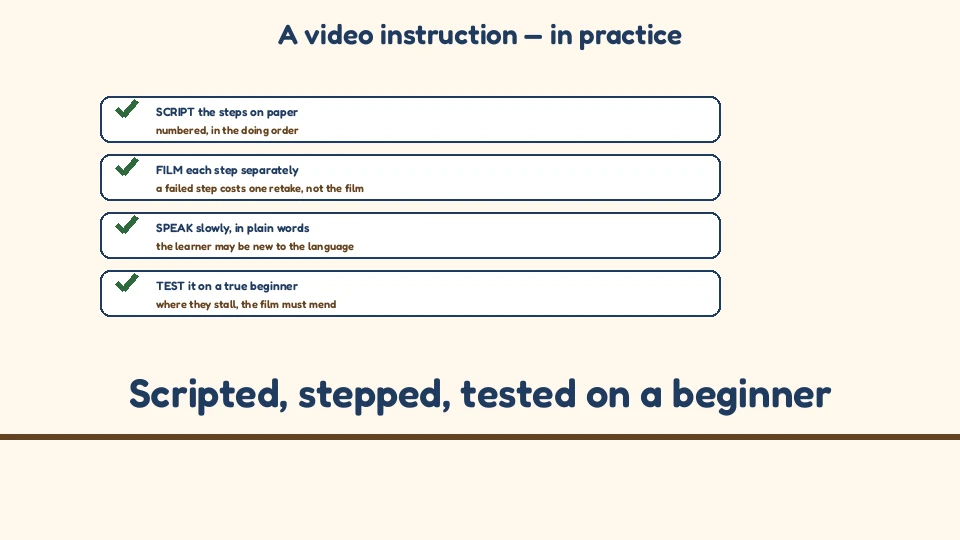 A video instruction — in practice
SCRIPT the steps on paper
numbered, in the doing order
FILM each step separately
a failed step costs one retake, not the film
SPEAK slowly, in plain words
the learner may be new to the language
TEST it on a true beginner
where they stall, the film must mend
Scripted, stepped, tested on a beginner